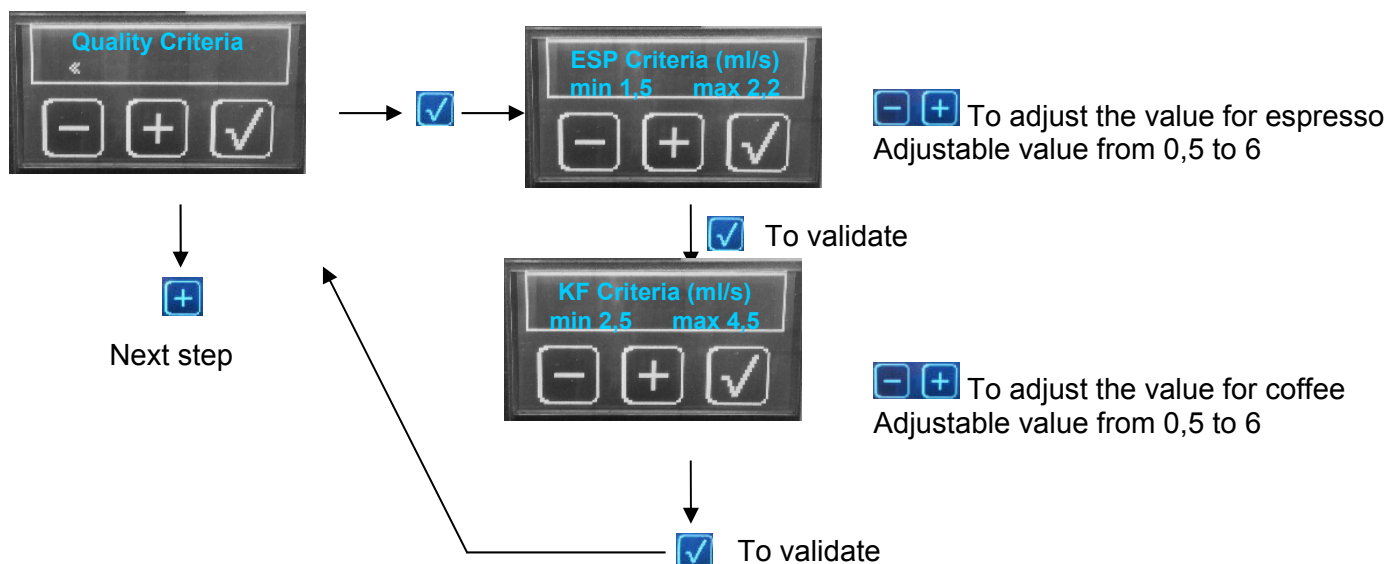 Quality Criteria
«
ESP Criteria (ml/s)
min 1,5 max 2,2
To adjust the value for espresso
Adjustable value from 0,5 to 6
To validate
KF Criteria (ml/s)
min 2,5 max 4,5
Next step
To adjust the value for coffee
Adjustable value from 0,5 to 6
To validate